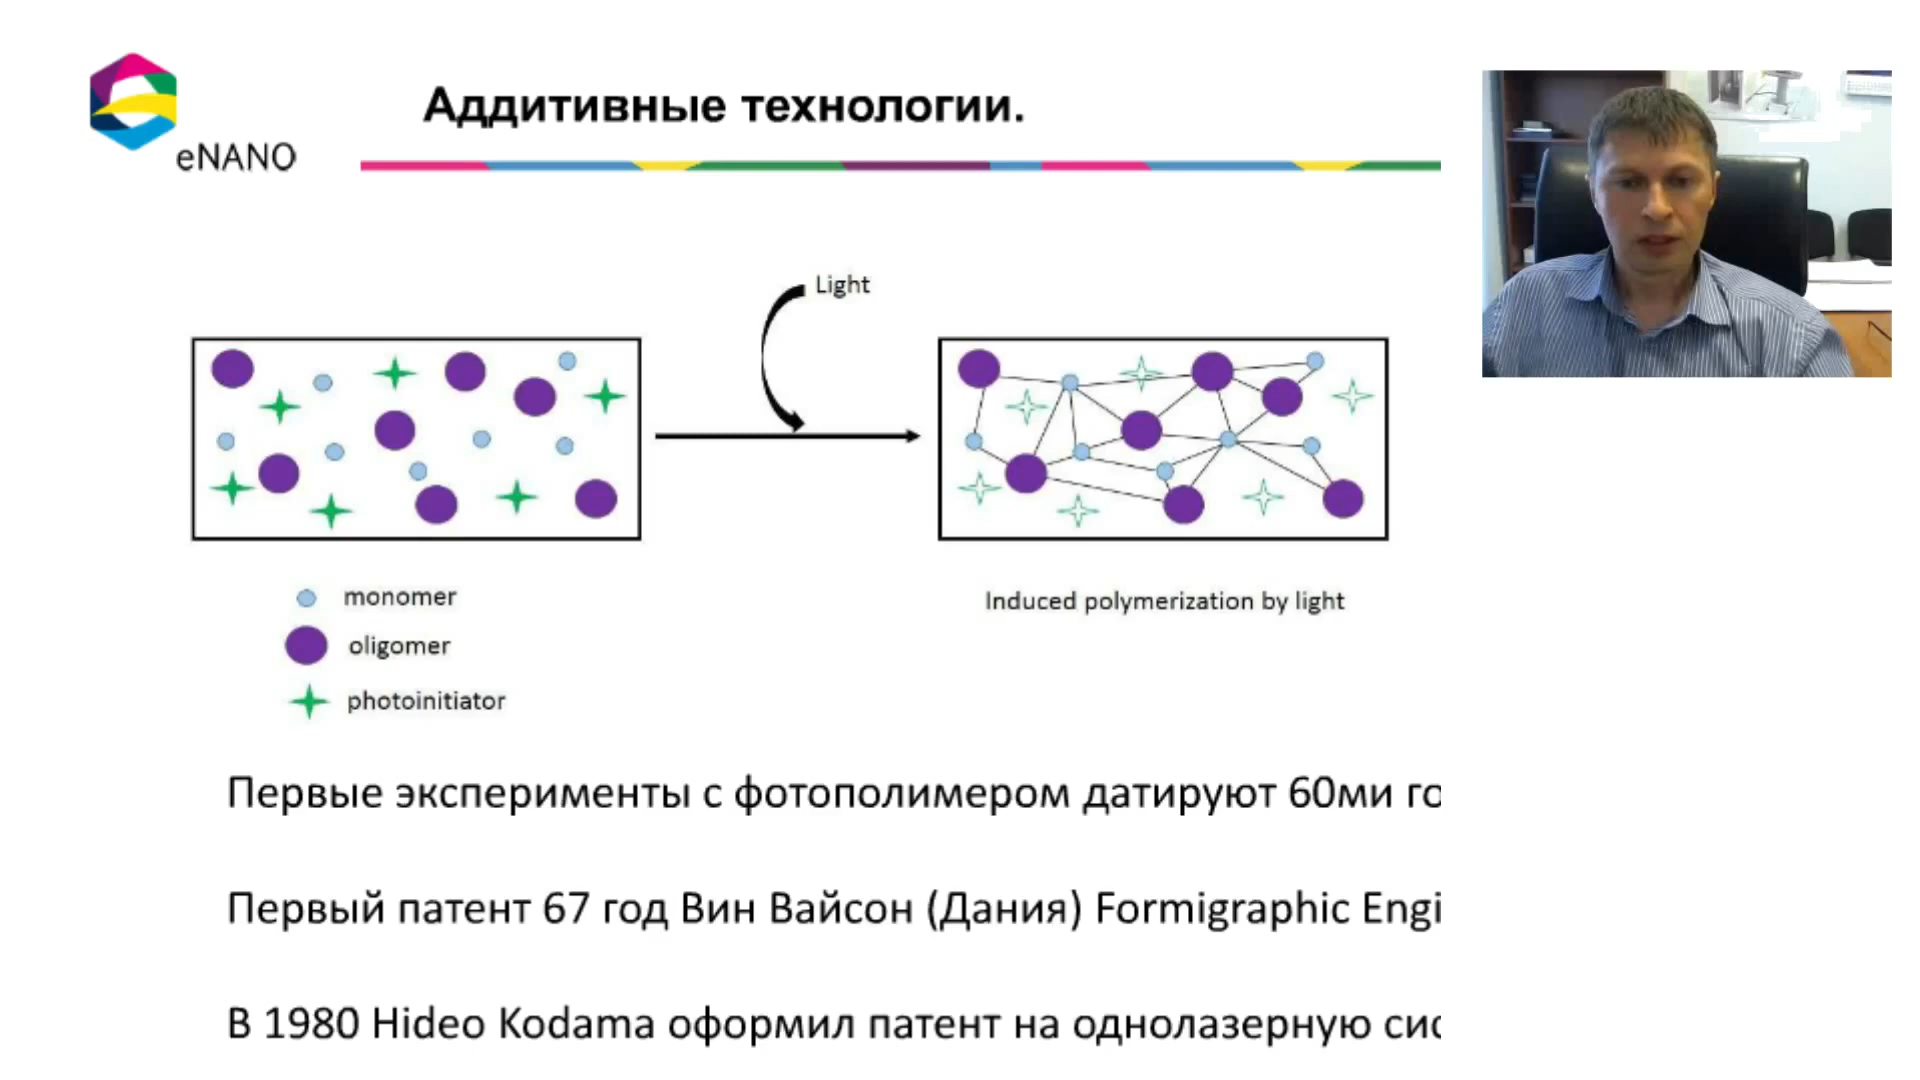 Аддитивные технологии.
eNANO
Light
monomer
oligomer
photoinitiator
Induced polymerization by light
Первые эксперименты с фотополимером датируют 60ми го
Первый патент 67 год Вин Вайсон (Дания) Formigraphic Engi
В 1980 Hideo Kodama оформил патент на однолазерную сис